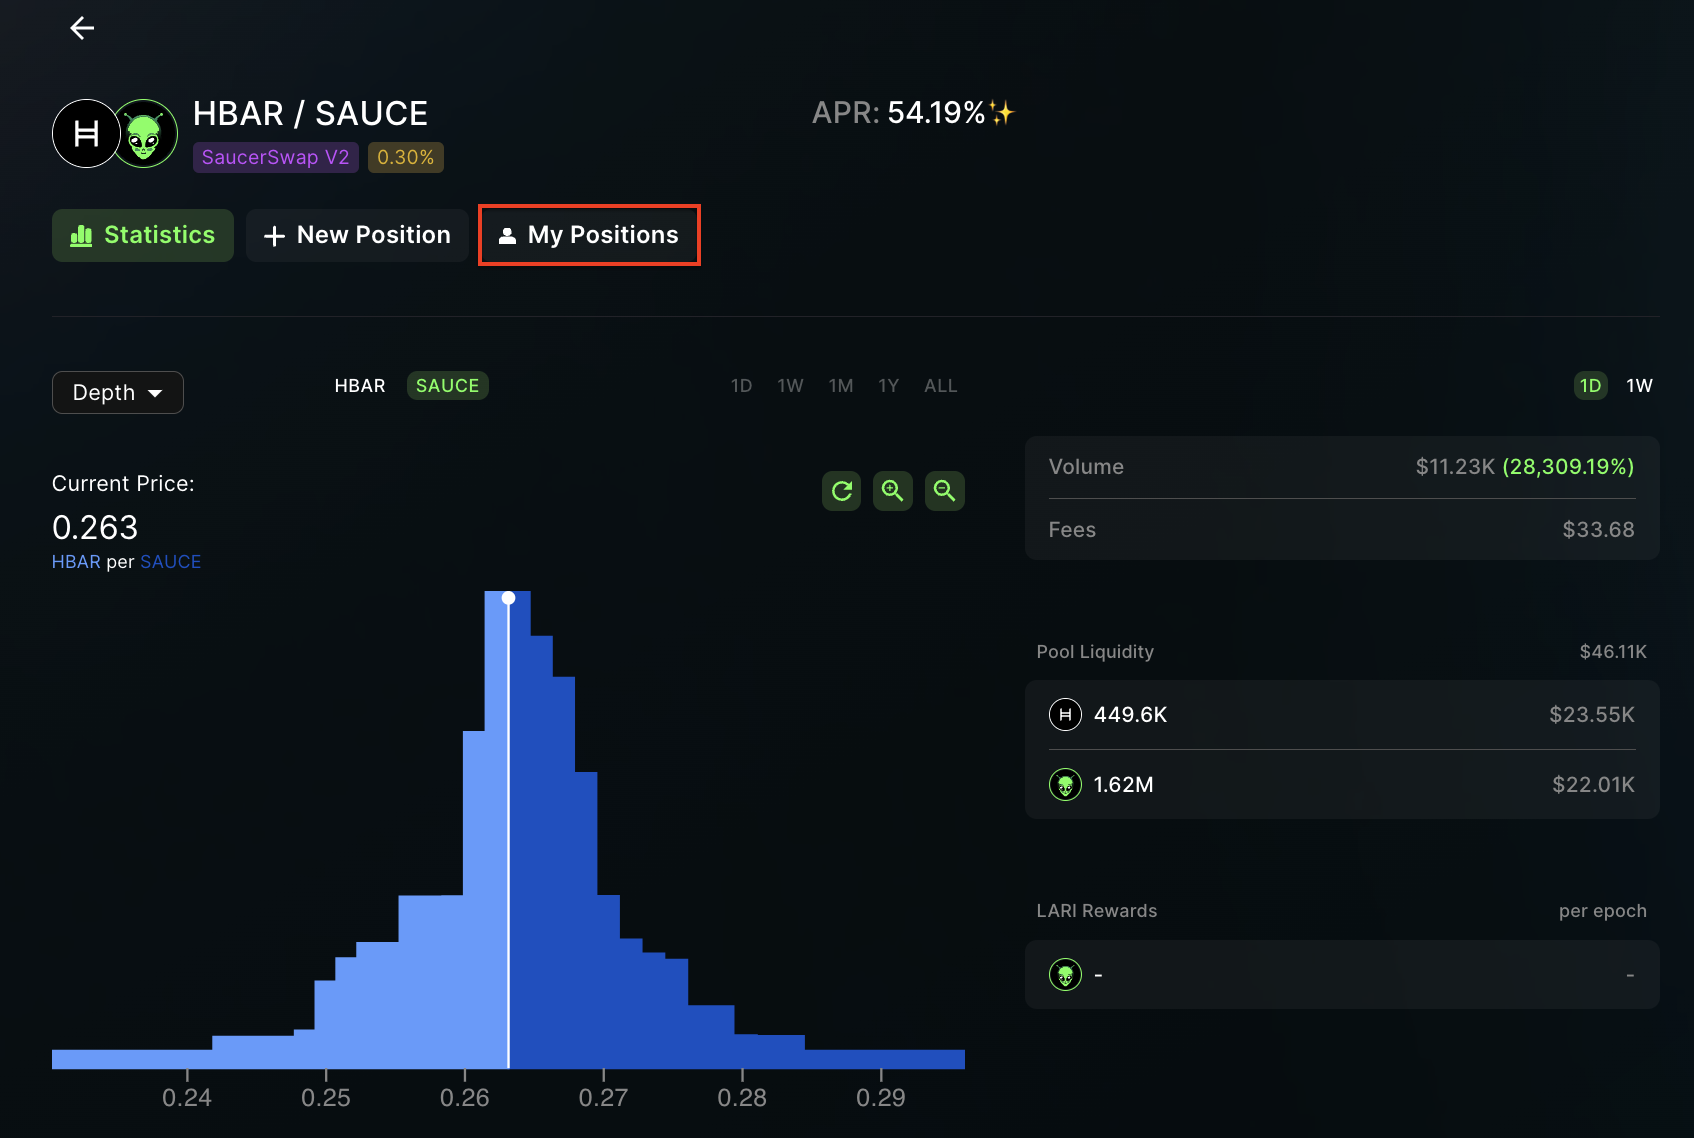 HBAR / SAUCE
SaucerSwap V2 0.30%
APR: 54.19%✨
Statistics
New Position
My Positions
Depth
HBAR SAUCE
1D 1W 1M 1Y ALL
Current Price:
0.263
HBAR per SAUCE
0.24 0.25 0.26 0.27 0.28 0.29
1D 1W
Volume $11.23K (28,309.19%)
Fees $33.68
Pool Liquidity $46.11K
449.6K $23.55K
1.62M $22.01K
LARI Rewards per epoch
- -